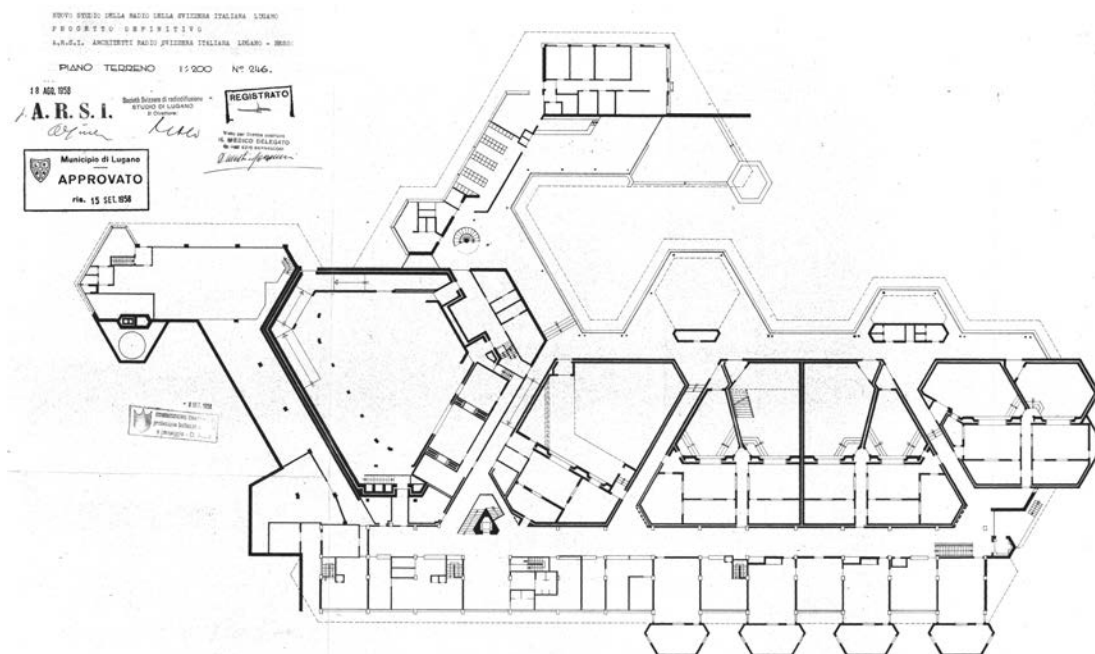 NUOVO STUDIO DELLA RADIO DELLA SVIZZERA ITALIANA LUGANO
PROGETTO DEFINITIVO
A.R.S.I. ARCHITETTI RADIO SVIZZERA ITALIANA LUGANO -
PIANO TERRENO 1:200 Nº 246.
18 AGO. 1958
A. R. S. I.
Società Svizzera di radiodiffusione
STUDIO DI LUGANO
Il Direttore:
REGISTRATO
IL MEDICO DELEGATO
Municipio di Lugano
APPROVATO
ris. 15 SET. 1958